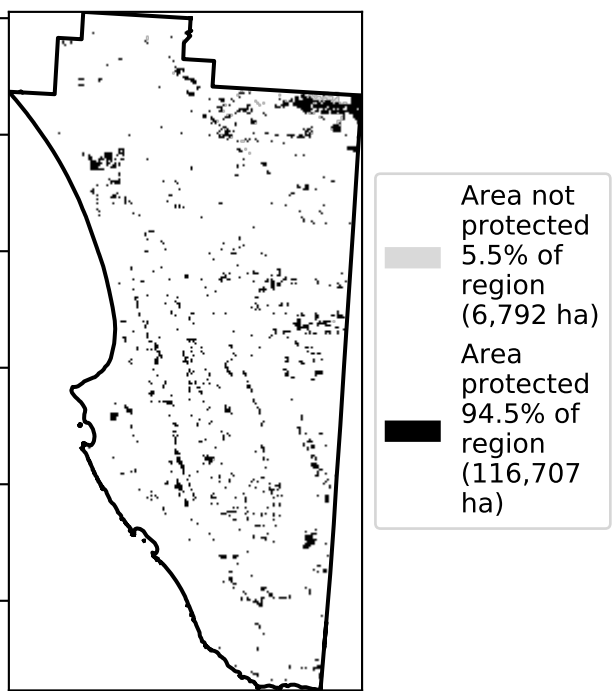 Area not
protected
5.5% of
region
(6,792 ha)
Area
protected
94.5% of
region
(116,707
ha)